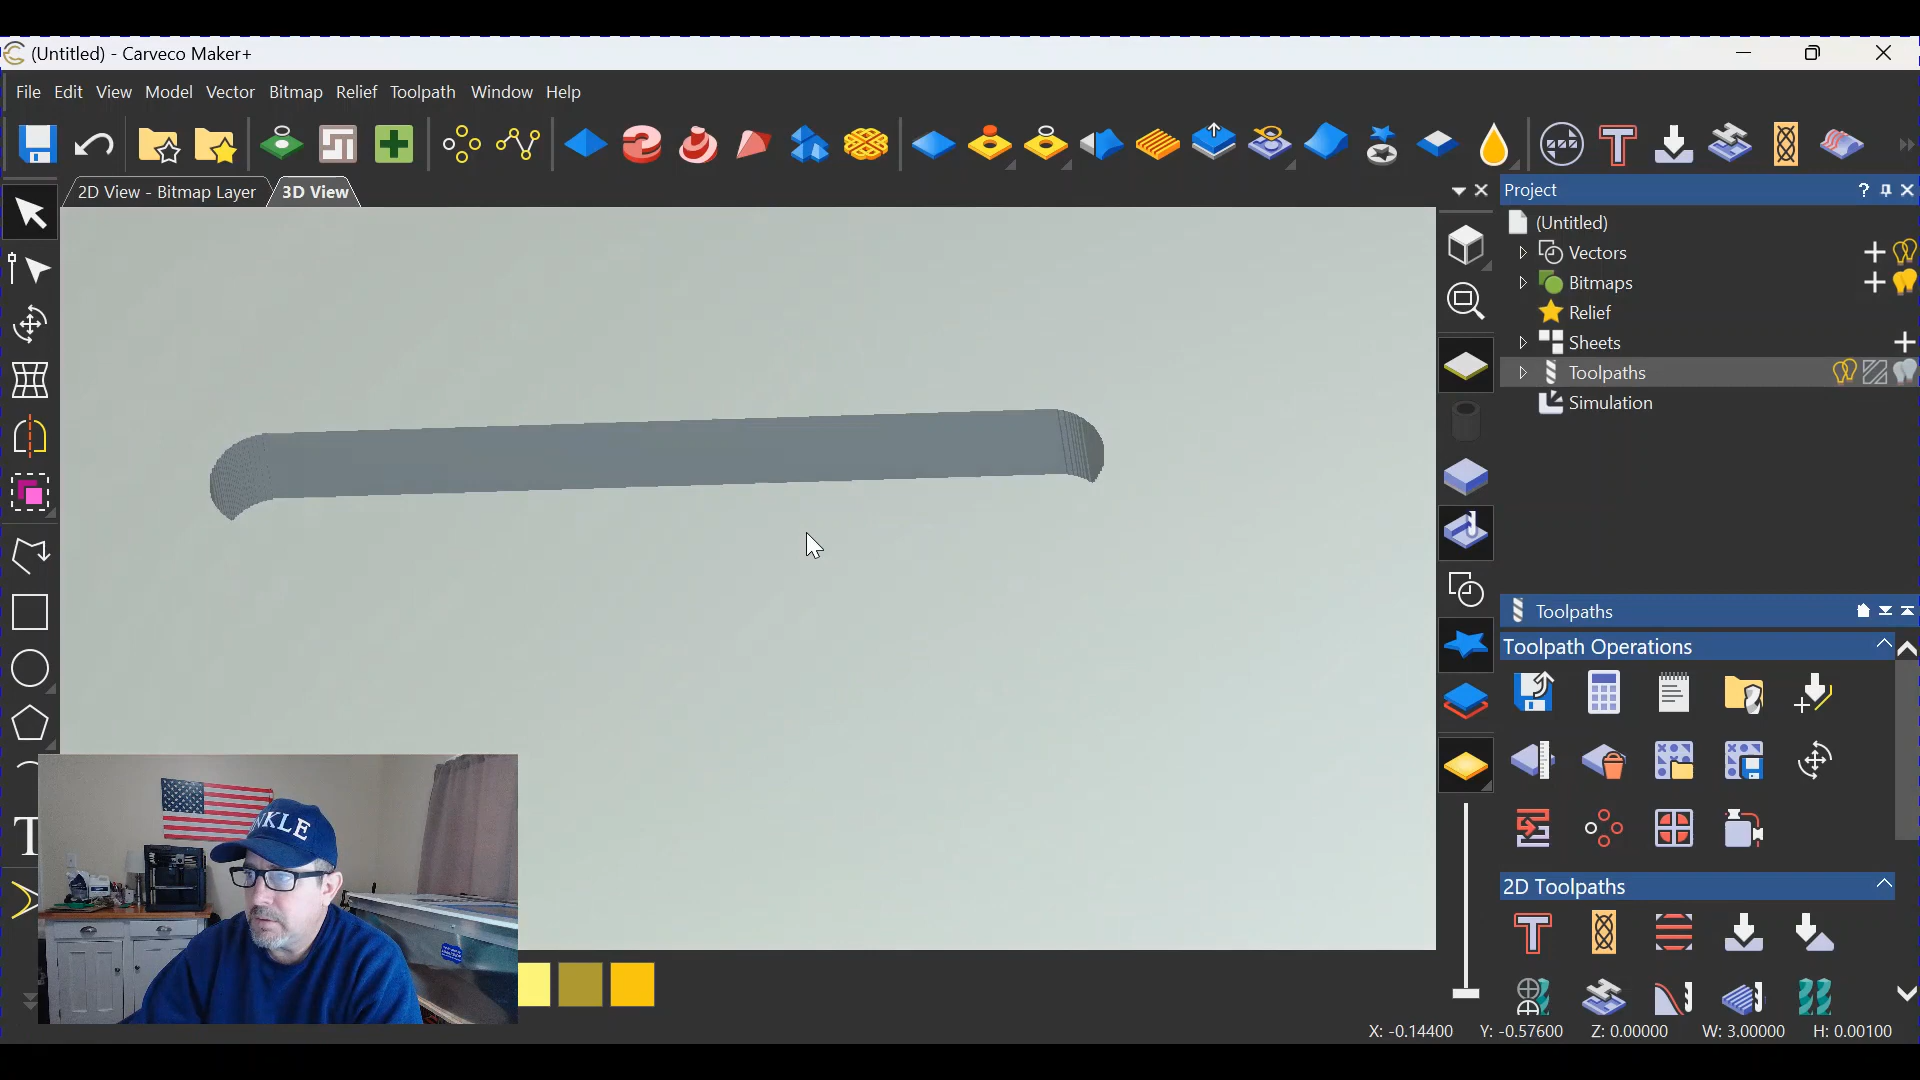 (Untitled) - Carveco Maker+
File Edit View Model Vector Bitmap Relief Toolpath Window Help
2D View - Bitmap Layer
3D View
Project
(Untitled)
Vectors
Bitmaps
Relief
Sheets
Toolpaths
Simulation
Toolpaths
Toolpath Operations
2D Toolpaths
X: -0.14400 Y: -0.57600 Z: 0.00000 W: 3.00000 H: 0.00100